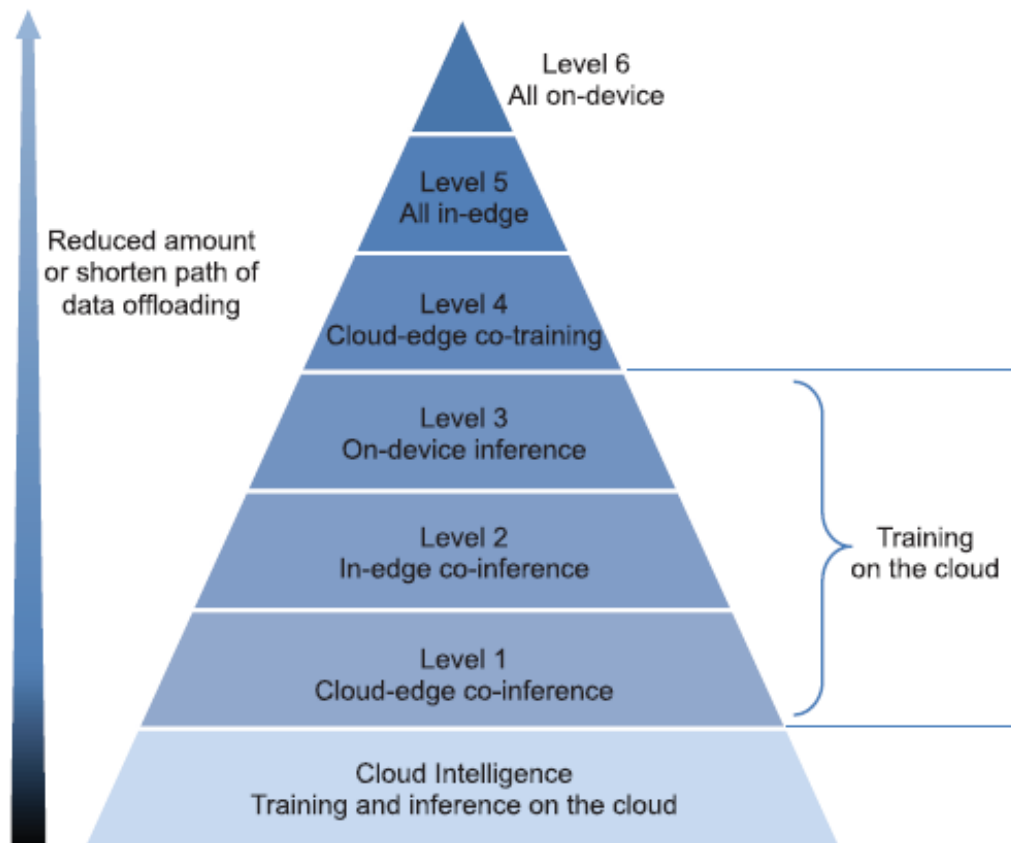 Level 6
All on-device
Level 5
All in-edge
Reduced amount
or shorten path of
data offloading
Level 4
Cloud-edge co-training
Level 3
On-device inference
Level 2
In-edge co-inference
Training
on the cloud
Level 1
Cloud-edge co-inference
Cloud Intelligence
Training and inference on the cloud